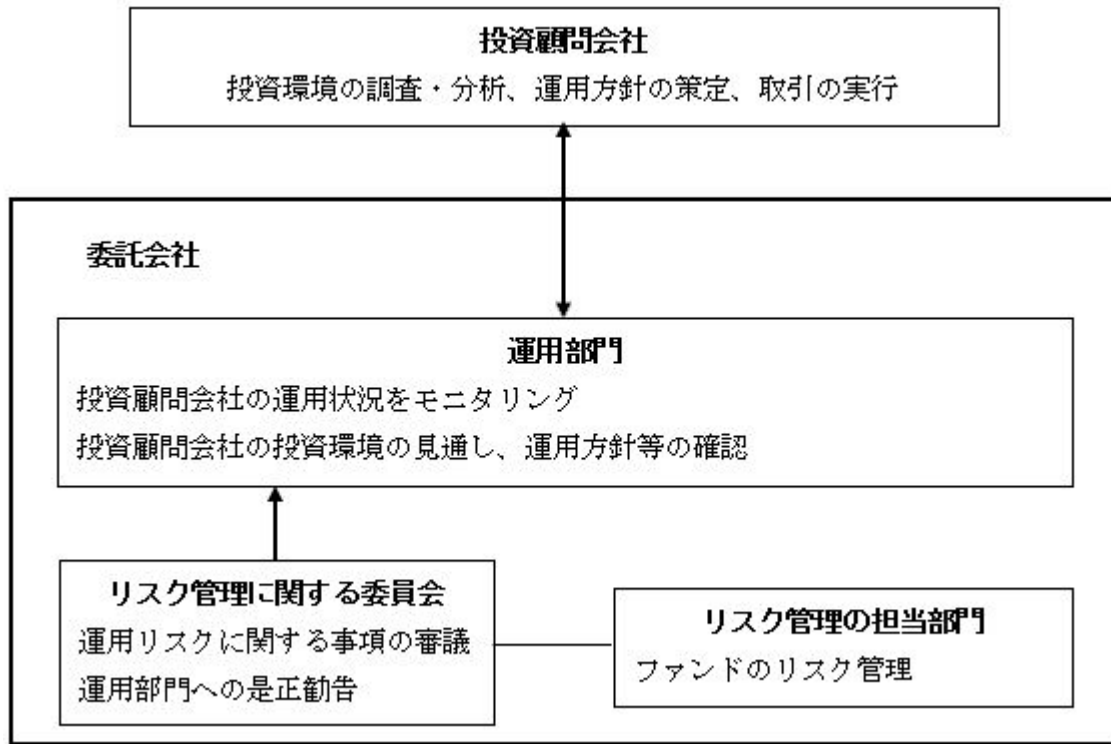 投資顧問会社
投資環境の調査・分析、運用方針の策定、取引の実行
委託会社
運用部門
投資顧問会社の運用状況をモニタリング
投資顧問会社の投資環境の見通し、運用方針等の確認
リスク管理に関する委員会
運用リスクに関する事項の審議
運用部門への是正勧告
リスク管理の担当部門
ファンドのリスク管理